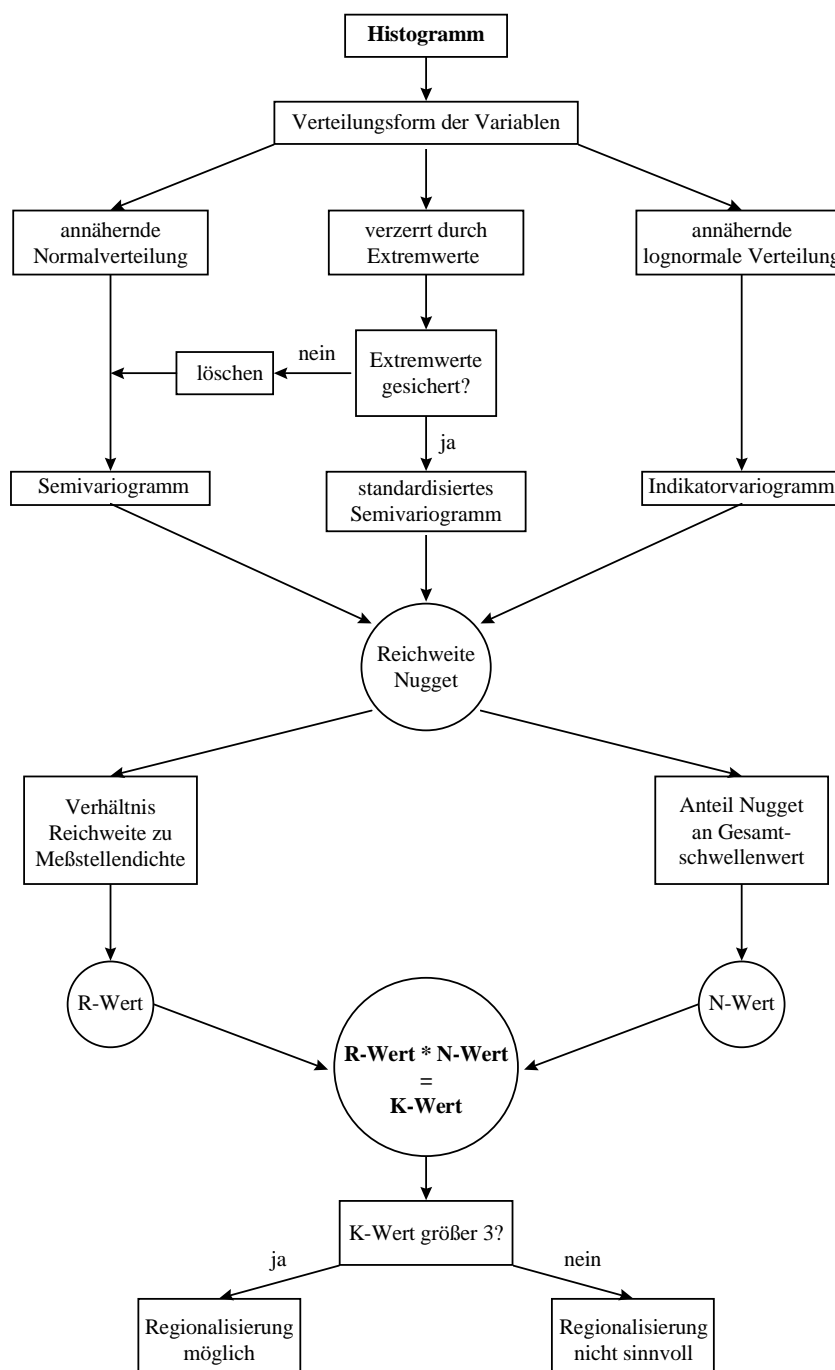 Histogramm
Verteilungsform der Variablen
annähernde
Normalverteilung
verzerrt durch
Extremwerte
annähernde
lognormale Verteilung
löschen
nein
Extremwerte
gesichert?
ja
Semivariogramm
standardisiertes
Semivariogramm
Indikatorvariogramm
Reichweite
Nugget
Verhältnis
Reichweite zu
Meßstellendichte
Anteil Nugget
an Gesamt-
schwellenwert
R-Wert
N-Wert
R-Wert * N-Wert
=
K-Wert
K-Wert größer 3?
ja
nein
Regionalisierung
möglich
Regionalisierung
nicht sinnvoll